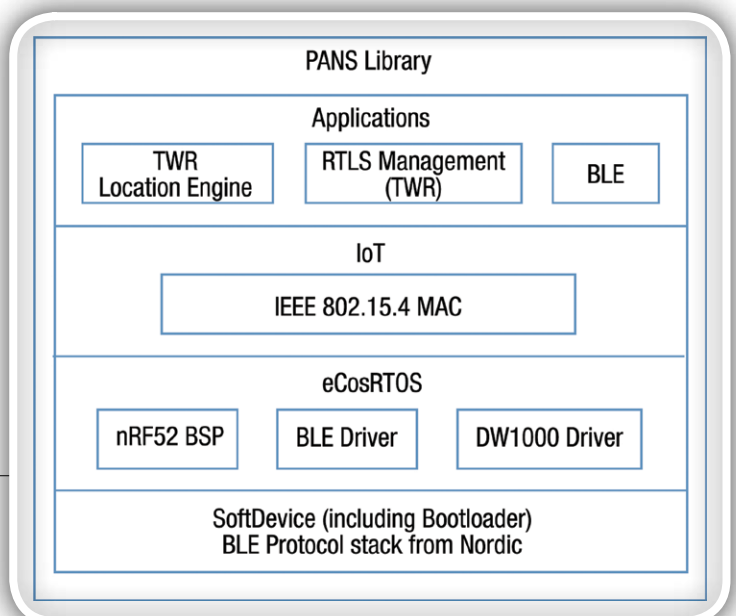 PANS Library
Applications
TWR
Location Engine
RTLS Management
(TWR)
BLE
IoT
IEEE 802.15.4 MAC
eCosRTOS
nRF52 BSP
BLE Driver
DW1000 Driver
SoftDevice (including Bootloader)
BLE Protocol stack from Nordic